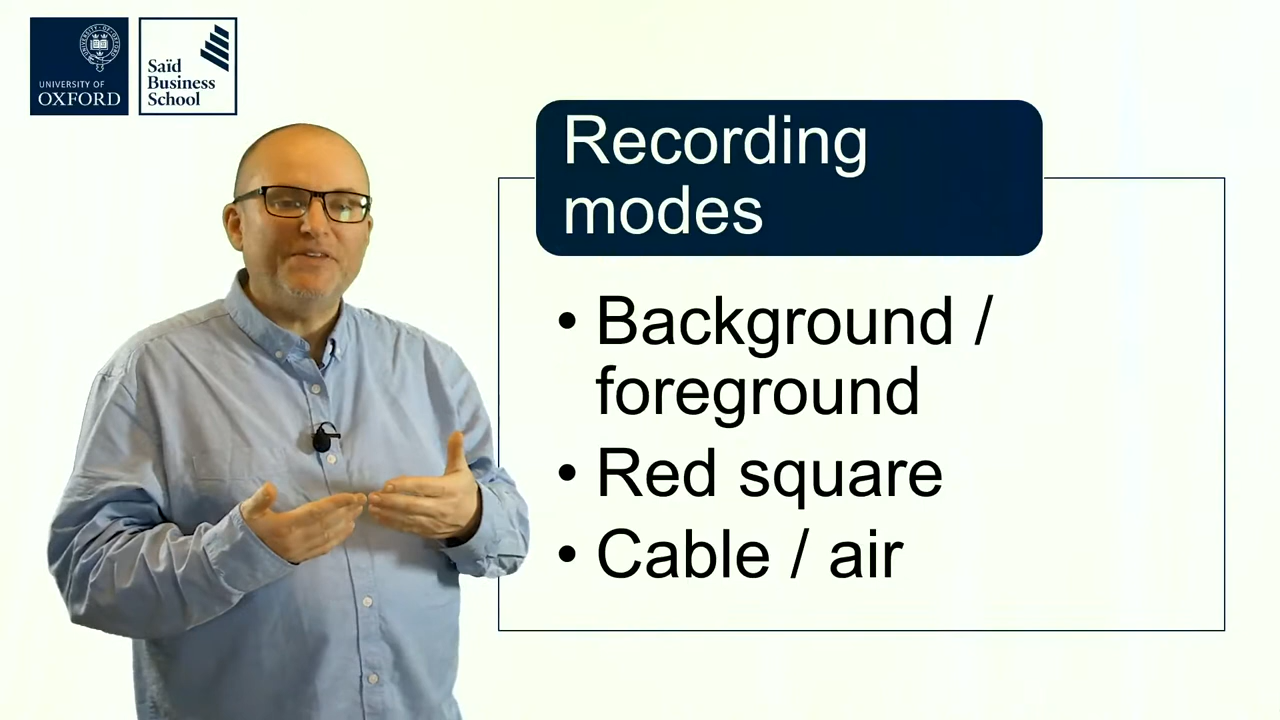 UNIVERSITY OF
OXFORD
Saïd
Business
School
Recording
modes
• Background /
foreground
• Red square
• Cable / air